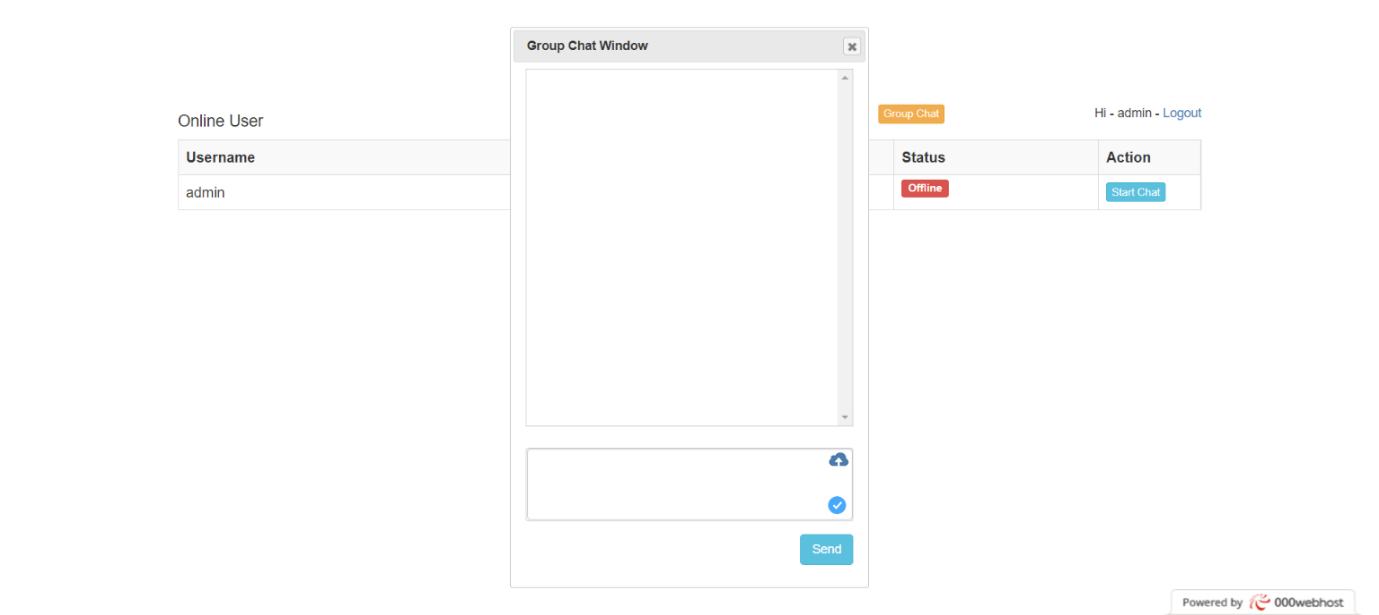 Group Chat Window
Online User
Group Chat
Hi - admin - Logout
Username
Status
Action
admin
Offline
Start Chat
Send
Powered by 000webhost